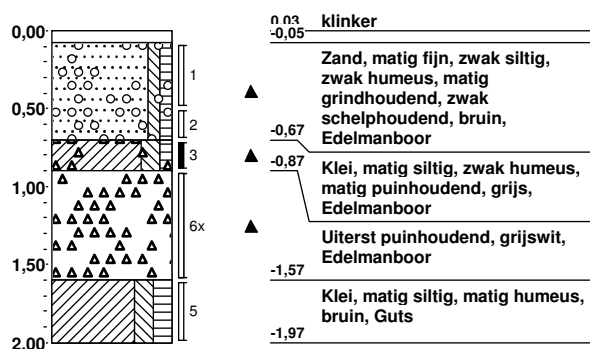 0,00
0,50
1,00
1,50
2,00
1
2
3
6x
5
0,03 klinker
-0,05
Zand, matig fijn, zwak siltig,
zwak humeus, matig
grindhoudend, zwak
schelphoudend, bruin,
Edelmanboor
-0,67
Klei, matig siltig, zwak humeus,
matig puinhoudend, grijs,
Edelmanboor
-0,87
Uiterst puinhoudend, grijswit,
Edelmanboor
-1,57
Klei, matig siltig, matig humeus,
bruin, Guts
-1,97